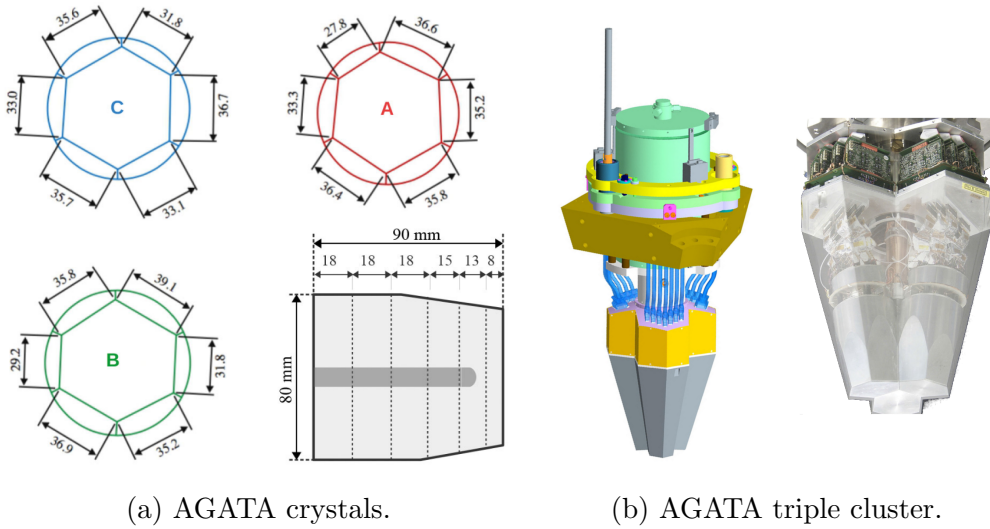 35.6
31.8
33.0
C
36.7
35.7
33.1
27.8
36.6
33.3
A
35.2
36.4
35.8
35.8
39.1
29.2
B
31.8
36.9
35.2
90 mm
18 18 18 15 13 8
80 mm
(a) AGATA crystals.
(b) AGATA triple cluster.